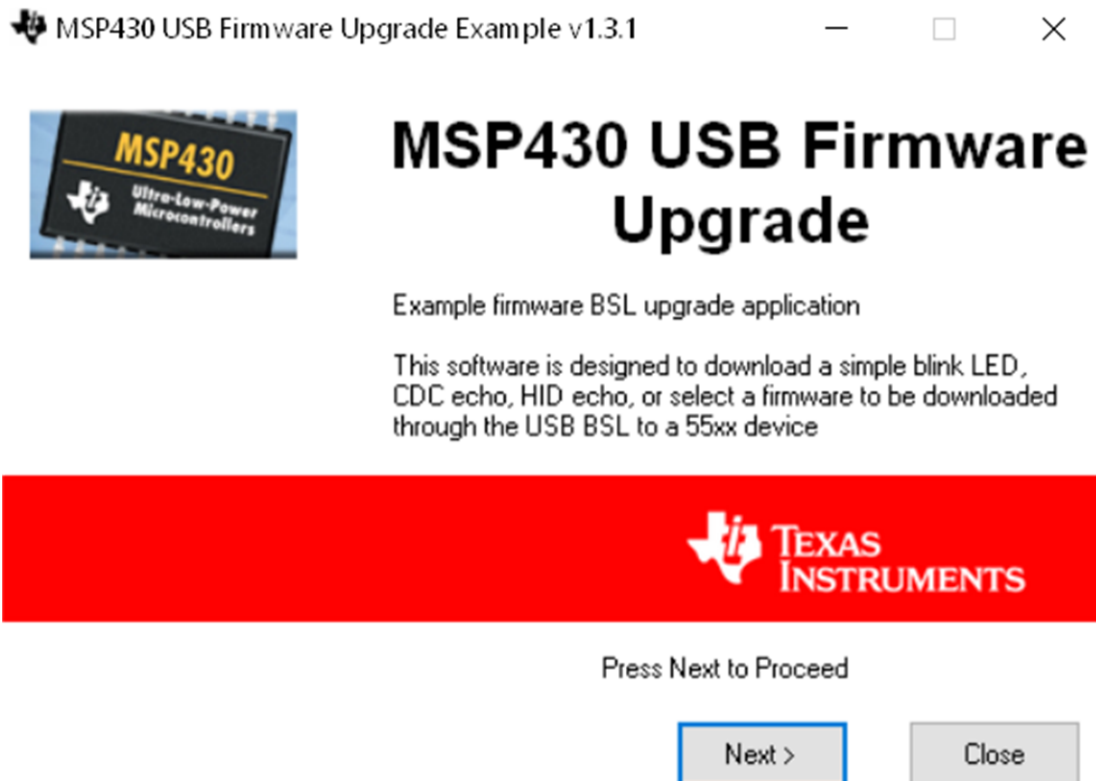 MSP430 USB Firmware Upgrade Example v1.3.1
MSP430
Ultra-Low-Power
Microcontrollers
MSP430 USB Firmware
Upgrade
Example firmware BSL upgrade application
This software is designed to download a simple blink LED,
CDC echo, HID echo, or select a firmware to be downloaded
through the USB BSL to a 55xx device
TEXAS
INSTRUMENTS
Press Next to Proceed
Next >
Close